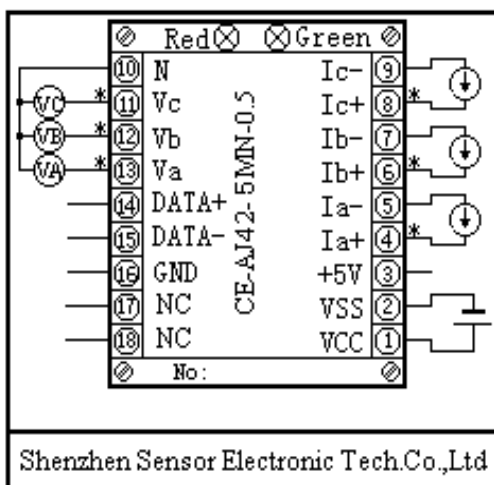 Red Green
10 N Ic- 9
VC * 11 Vc Ic+ 8 *
VB * 12 Vb Ib- 7
VA * 13 Va Ib+ 6 *
14 DATA+ Ia- 5
15 DATA- Ia+ 4 *
16 GND +5V 3
17 NC VSS 2
18 NC VCC 1
CE-AJ42-5MN-0.5
No:
Shenzhen Sensor Electronic Tech.Co.,Ltd